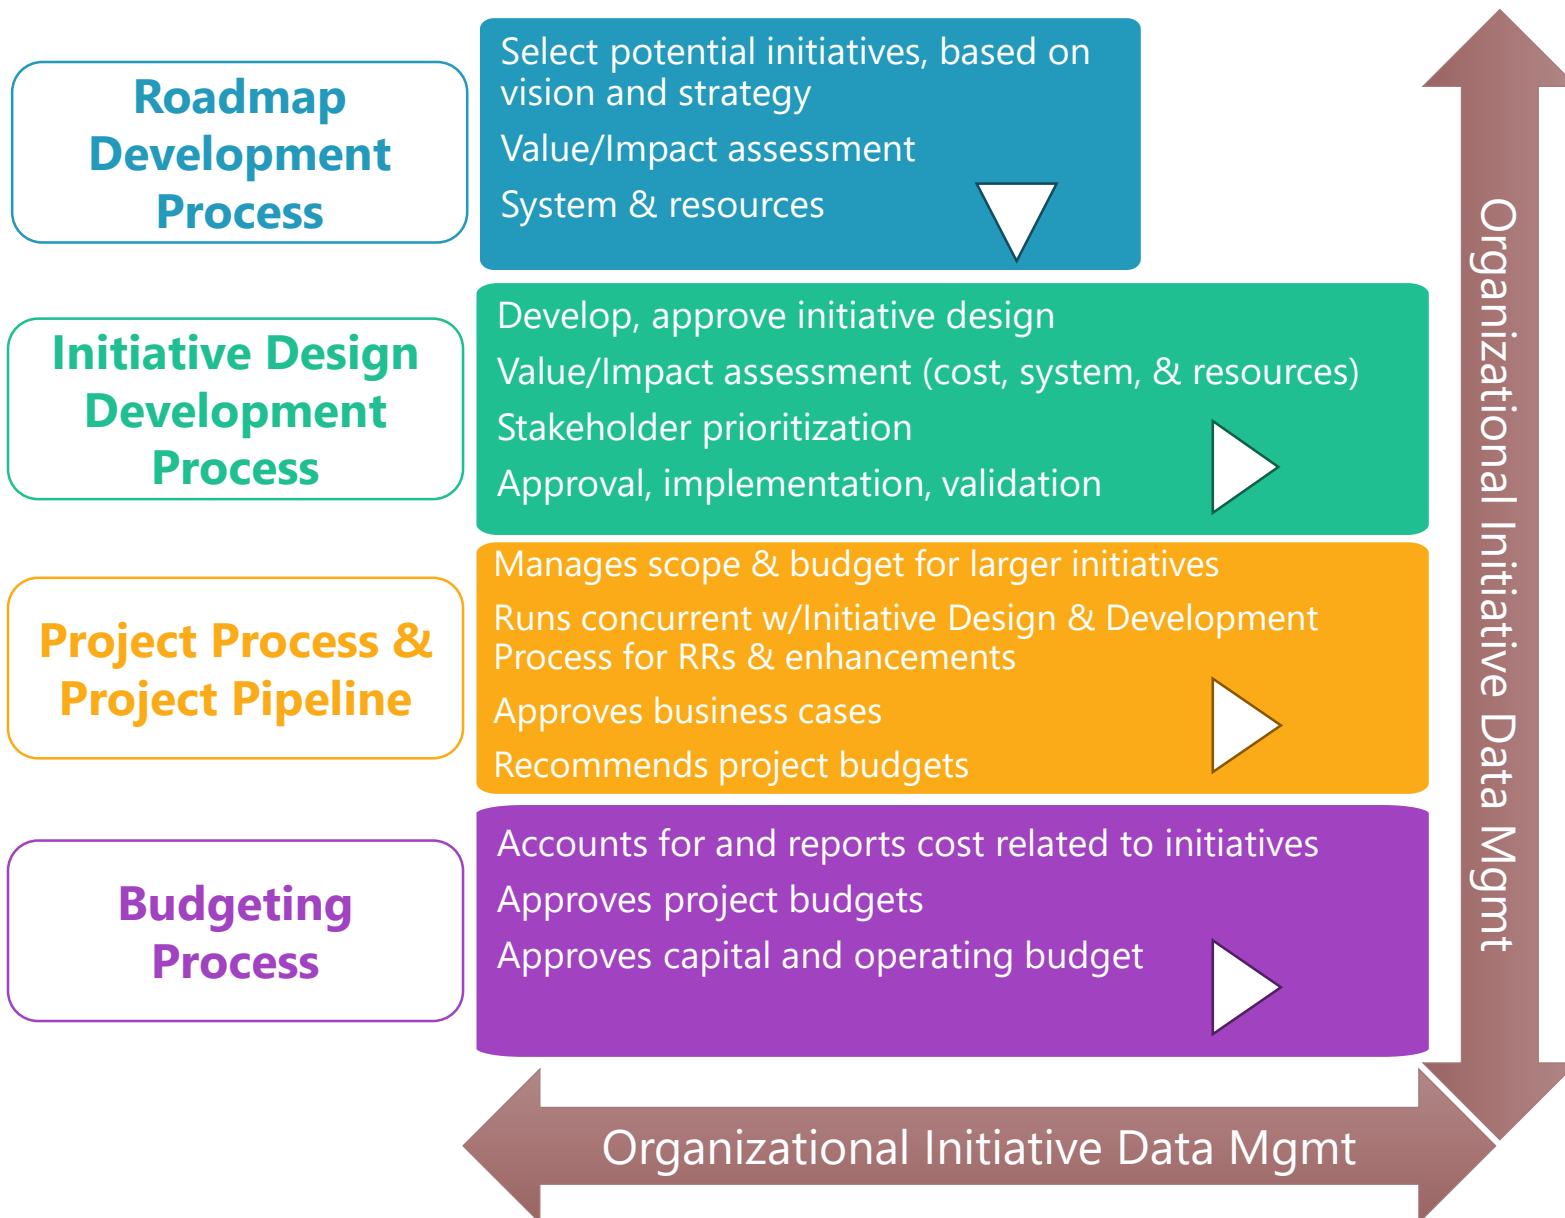 Roadmap
Development
Process
Select potential initiatives, based on
vision and strategy
Value/Impact assessment
System & resources
Initiative Design
Development
Process
Develop, approve initiative design
Value/Impact assessment (cost, system, & resources)
Stakeholder prioritization
Approval, implementation, validation
Project Process &
Project Pipeline
Manages scope & budget for larger initiatives
Runs concurrent w/Initiative Design & Development
Process for RRs & enhancements
Approves business cases
Recommends project budgets
Budgeting
Process
Accounts for and reports cost related to initiatives
Approves project budgets
Approves capital and operating budget
Organizational Initiative Data Mgmt
Organizational Initiative Data Mgmt